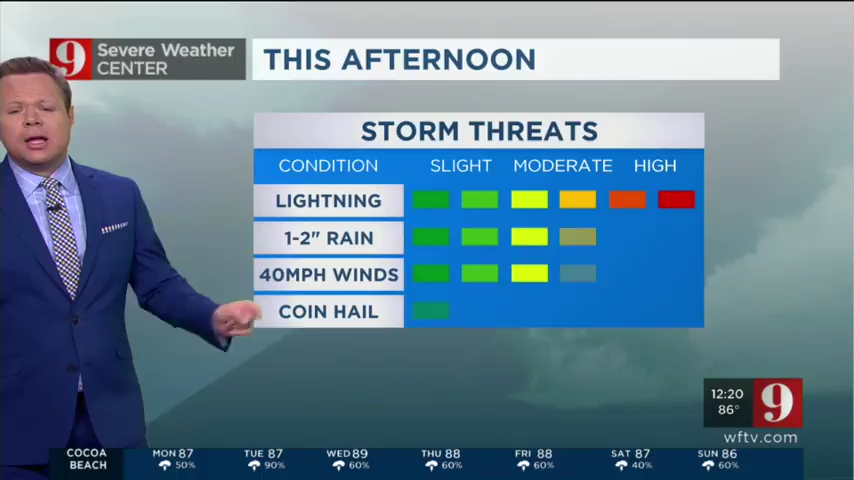 9 Severe Weather CENTER
THIS AFTERNOON
STORM THREATS
CONDITION SLIGHT MODERATE HIGH
LIGHTNING
1-2" RAIN
40MPH WINDS
COIN HAIL
12:20
86°
9
wftv.com
COCOA BEACH
MON 87 50%
TUE 87 90%
WED 89 60%
THU 88 60%
FRI 88 60%
SAT 87 40%
SUN 86 60%